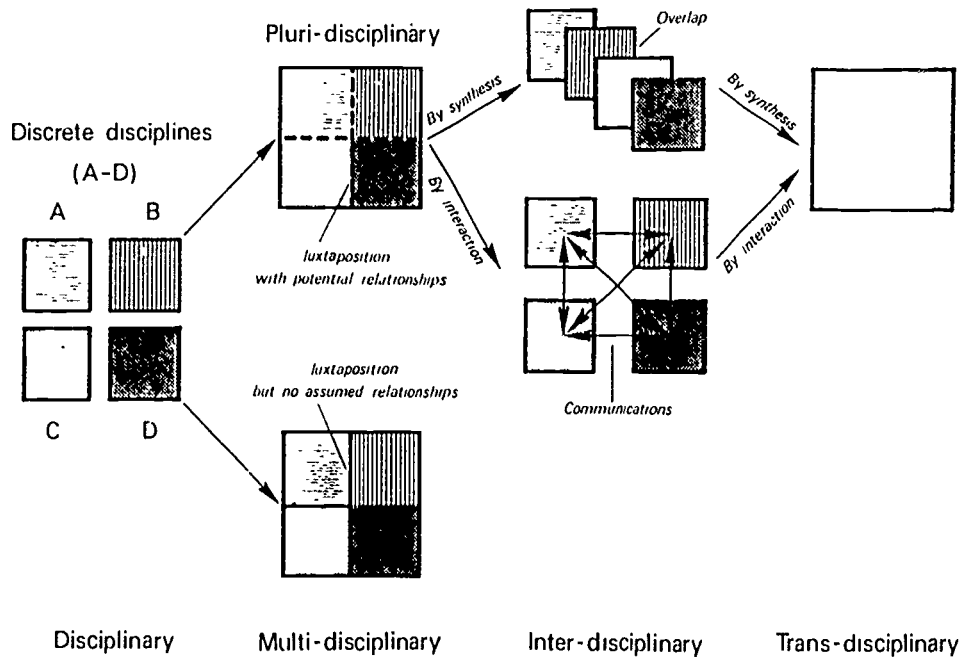 Pluri-disciplinary
Overlap
Discrete disciplines
(A-D)
A B
C D
By synthesis
By interaction
Juxtaposition
with potential relationships
Juxtaposition
but no assumed relationships
Communications
By synthesis
By interaction
Disciplinary Multi-disciplinary Inter-disciplinary Trans-disciplinary